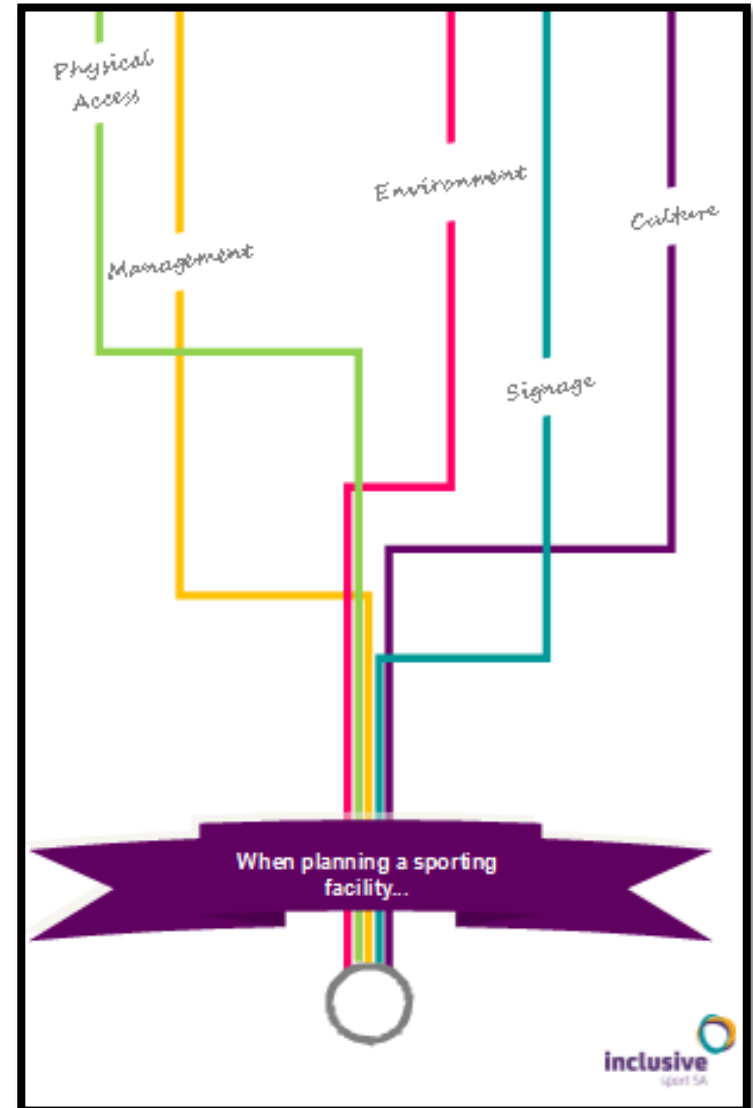 Physical
Access
Environment
Culture
Management
Signage
When planning a sporting
facility...
inclusive
sport SA